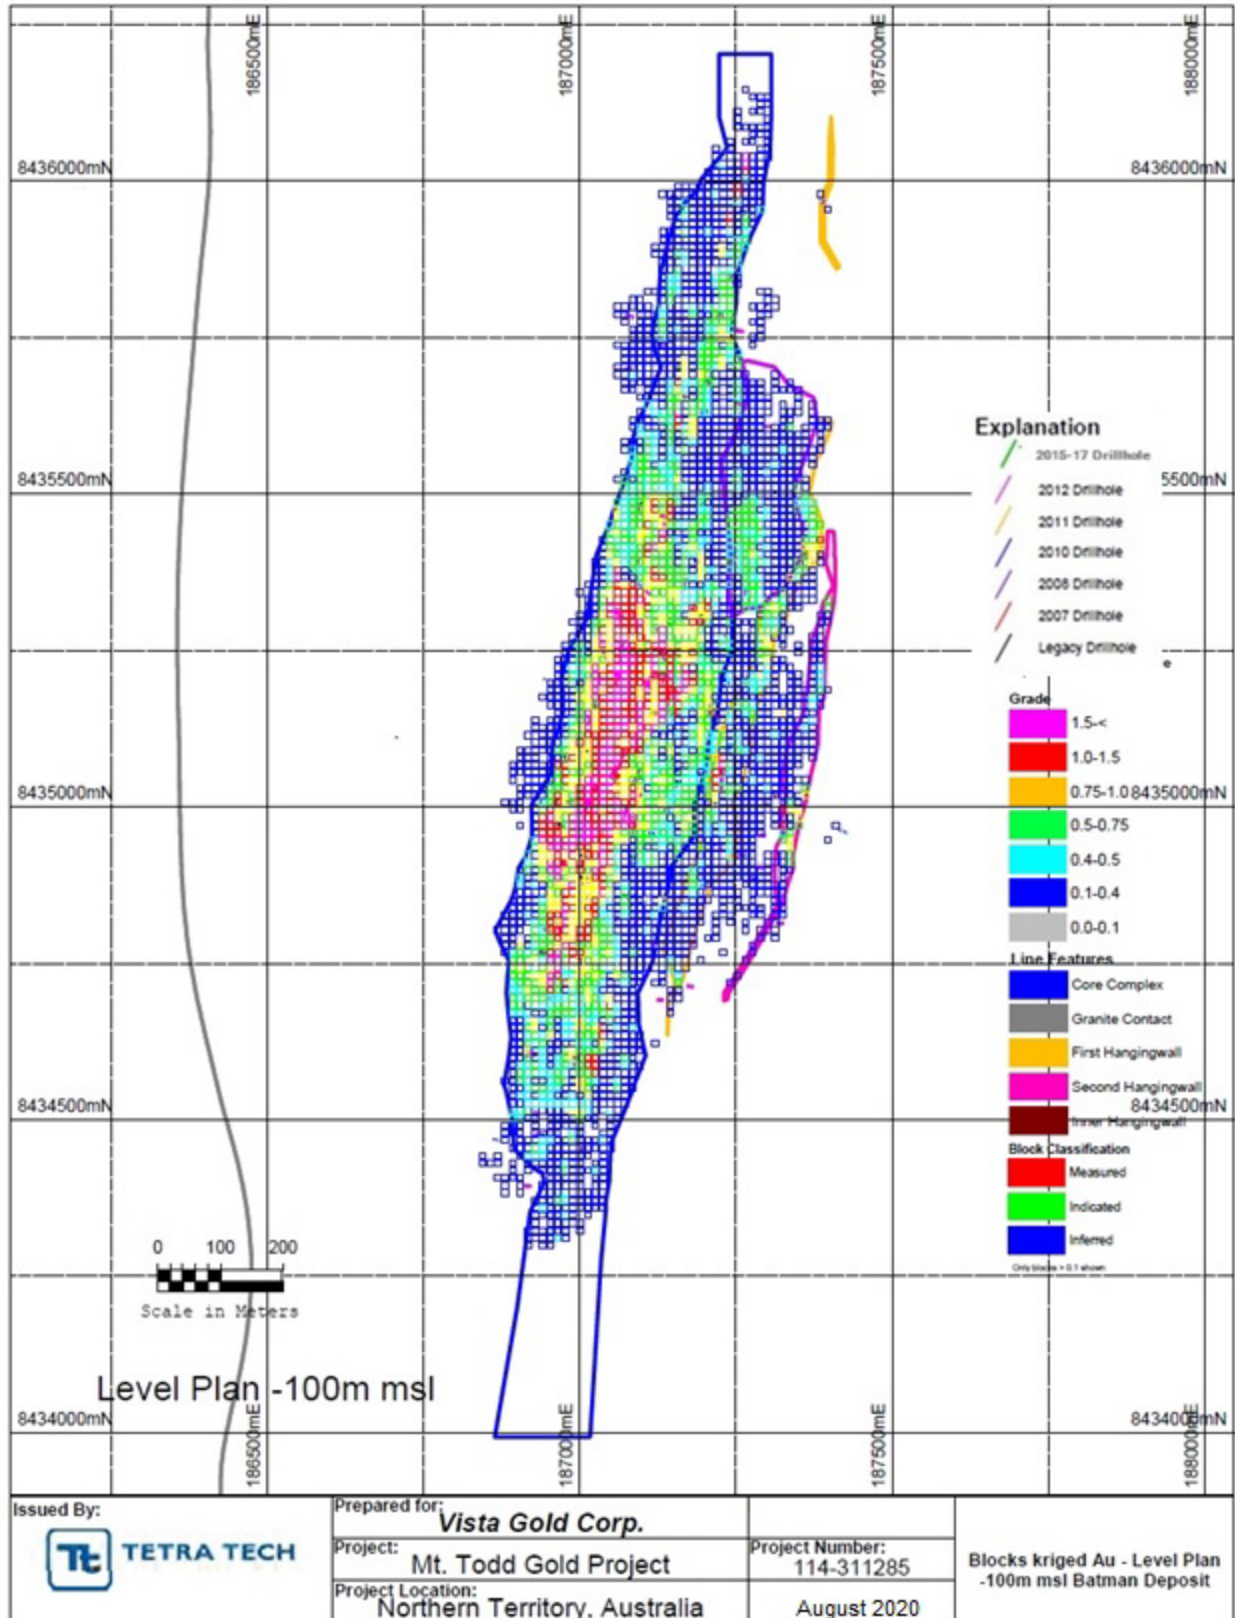 186500mE
187000mE
187500mE
188000mE
8436000mN
8436000mN
Explanation
2015-17 Drillhole
8435500mN
5500mN
2012 Drillhole
2011 Drillhole
2010 Drillhole
2008 Drillhole
2007 Drillhole
Legacy Drillhole
e
Grade
1.5-<
1.0-1.5
0.75-1.0
8435000mN
8435000mN
0.5-0.75
0.4-0.5
0.1-0.4
0.0-0.1
Line Features
Core Complex
Granite Contact
First Hangingwall
Second Hangingwall
8434500mN
8434500mN
Inner Hangingwall
Block Classification
Measured
Indicated
Inferred
Only blocks > 0.1 shown
0 100 200
Scale in Meters
Level Plan -100m msl
8434000mN
8434000mN
186500mE
187000mE
187500mE
188000mE
Issued By:
Tt TETRA TECH
Prepared for:
Vista Gold Corp.
Project:
Mt. Todd Gold Project
Project Number:
114-311285
Project Location:
Northern Territory, Australia
August 2020
Blocks kriged Au - Level Plan
-100m msl Batman Deposit